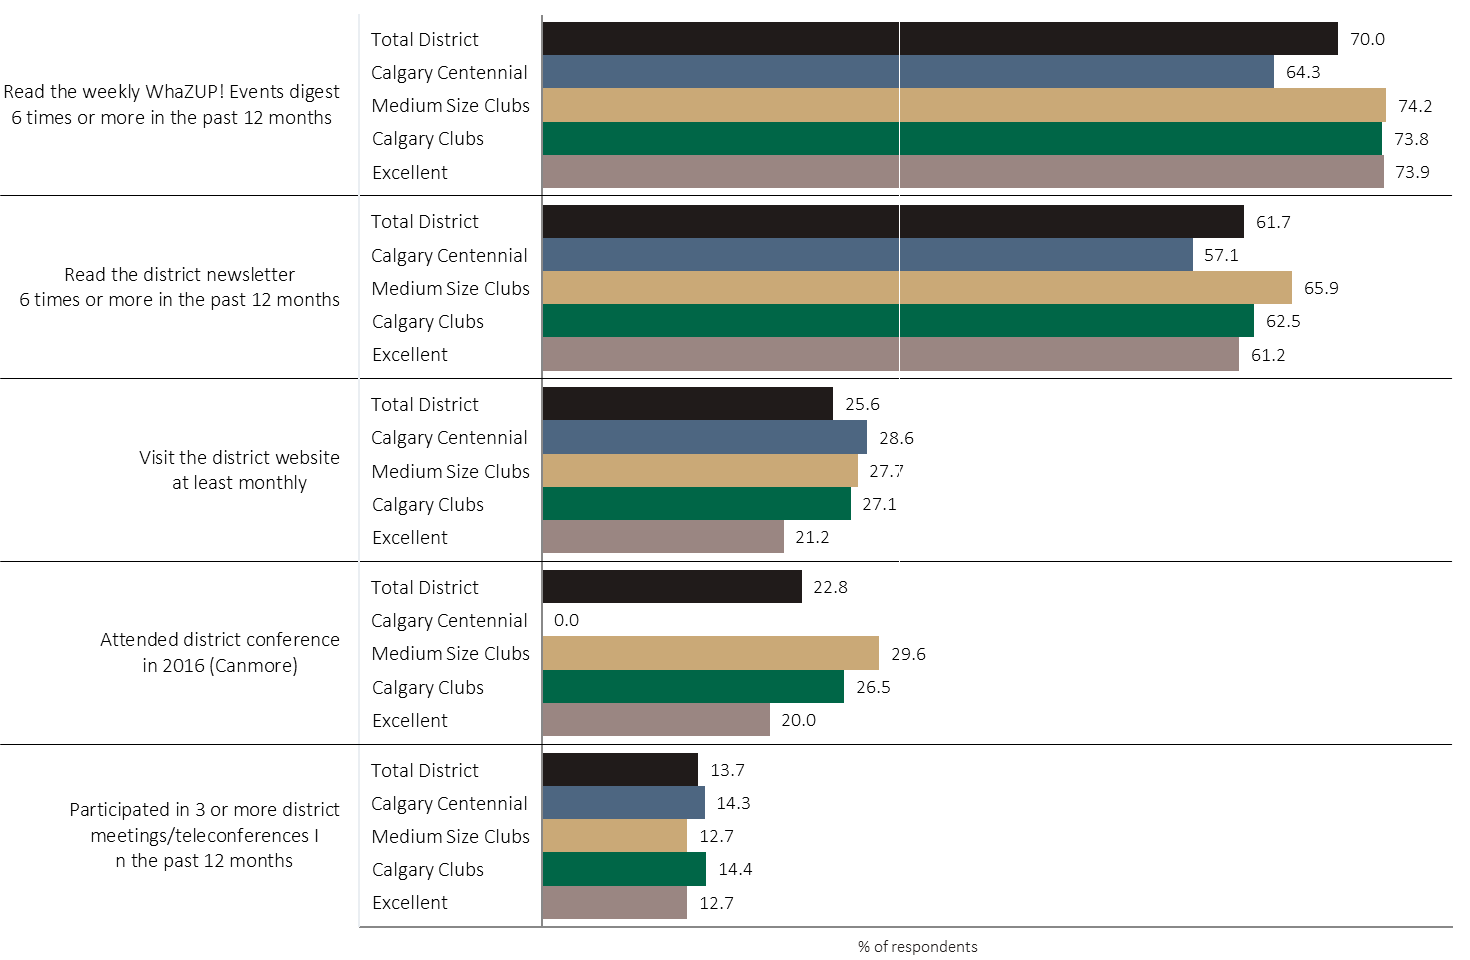 Read the weekly WhaZUP! Events digest
6 times or more in the past 12 months
Total District 70.0
Calgary Centennial 64.3
Medium Size Clubs 74.2
Calgary Clubs 73.8
Excellent 73.9
Read the district newsletter
6 times or more in the past 12 months
Total District 61.7
Calgary Centennial 57.1
Medium Size Clubs 65.9
Calgary Clubs 62.5
Excellent 61.2
Visit the district website
at least monthly
Total District 25.6
Calgary Centennial 28.6
Medium Size Clubs 27.7
Calgary Clubs 27.1
Excellent 21.2
Attended district conference
in 2016 (Canmore)
Total District 22.8
Calgary Centennial 0.0
Medium Size Clubs 29.6
Calgary Clubs 26.5
Excellent 20.0
Participated in 3 or more district
meetings/teleconferences I
n the past 12 months
Total District 13.7
Calgary Centennial 14.3
Medium Size Clubs 12.7
Calgary Clubs 14.4
Excellent 12.7
% of respondents